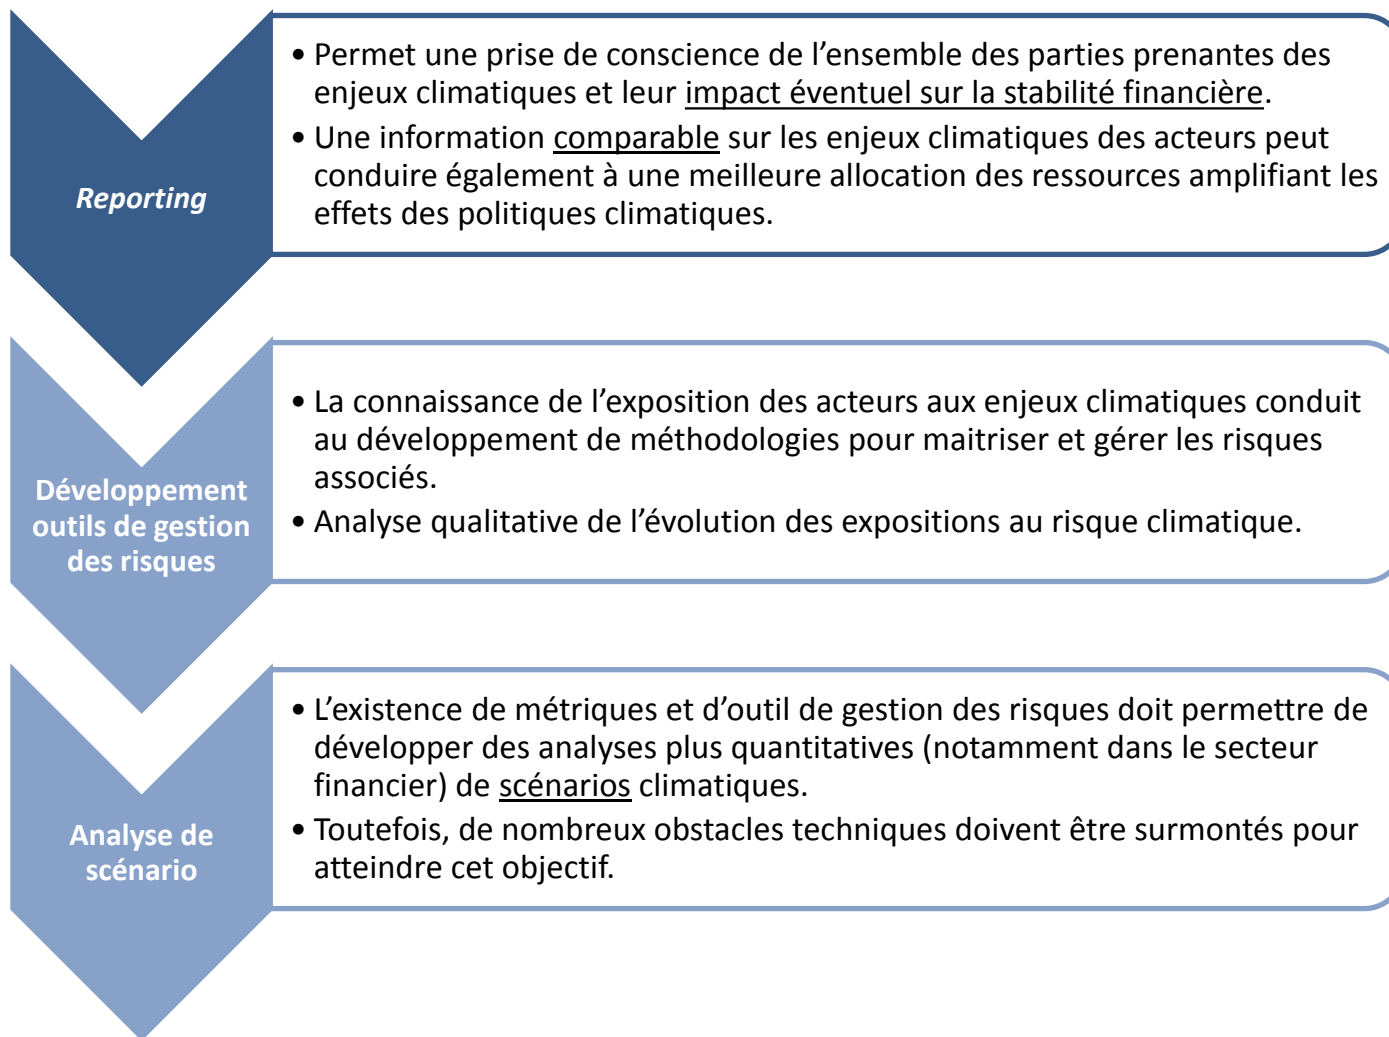 Reporting
• Permet une prise de conscience de l’ensemble des parties prenantes des
enjeux climatiques et leur impact éventuel sur la stabilité financière.
• Une information comparable sur les enjeux climatiques des acteurs peut
conduire également à une meilleure allocation des ressources amplifiant les
effets des politiques climatiques.
Développement
outils de gestion
des risques
• La connaissance de l’exposition des acteurs aux enjeux climatiques conduit
au développement de méthodologies pour maitriser et gérer les risques
associés.
• Analyse qualitative de l’évolution des expositions au risque climatique.
Analyse de
scénario
• L’existence de métriques et d’outil de gestion des risques doit permettre de
développer des analyses plus quantitatives (notamment dans le secteur
financier) de scénarios climatiques.
• Toutefois, de nombreux obstacles techniques doivent être surmontés pour
atteindre cet objectif.